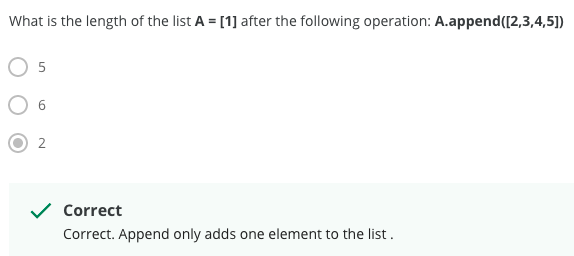 What is the length of the list A = [1] after the following operation: A.append([2,3,4,5])
5
6
2
Correct
Correct. Append only adds one element to the list .